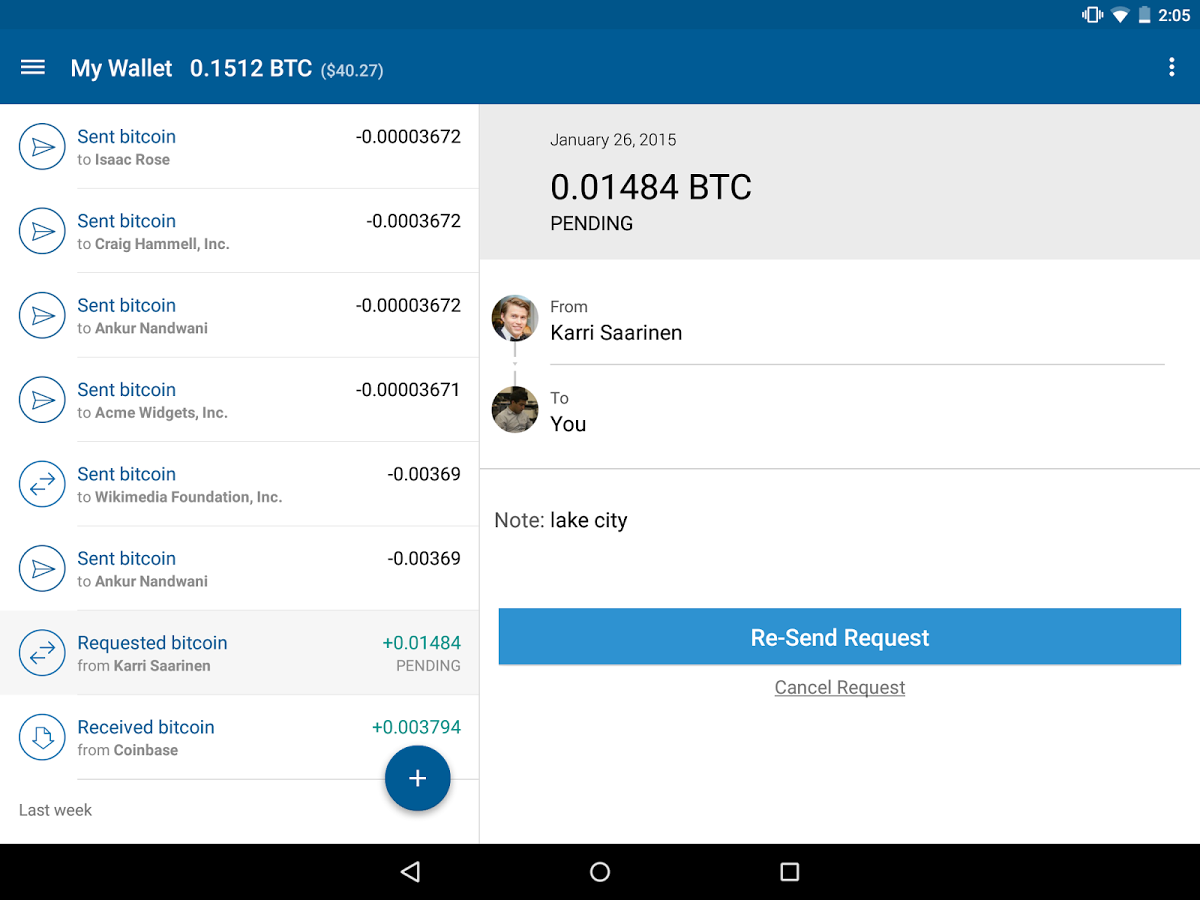 2:05
My Wallet 0.1512 BTC ($40.27)
Sent bitcoin -0.00003672
to Isaac Rose
Sent bitcoin -0.0003672
to Craig Hammell, Inc.
Sent bitcoin -0.00003672
to Ankur Nandwani
Sent bitcoin -0.00003671
to Acme Widgets, Inc.
Sent bitcoin -0.00369
to Wikimedia Foundation, Inc.
Sent bitcoin -0.00369
to Ankur Nandwani
Requested bitcoin +0.01484
from Karri Saarinen PENDING
Received bitcoin +0.003794
from Coinbase
+
Last week
January 26, 2015
0.01484 BTC
PENDING
From
Karri Saarinen
To
You
Note: lake city
Re-Send Request
Cancel Request